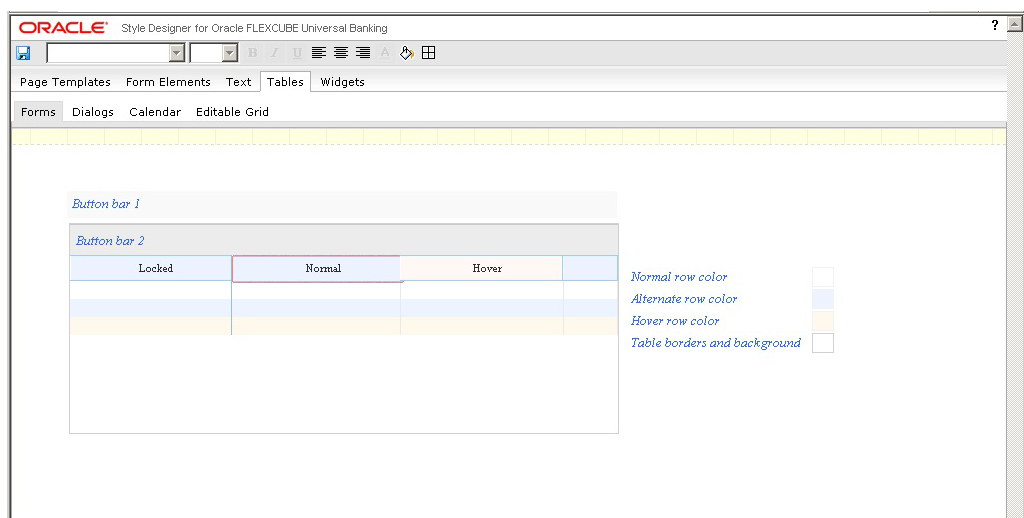 ORACLE® Style Designer for Oracle FLEXCUBE Universal Banking ?
B I U A
Page Templates Form Elements Text Tables Widgets
Forms Dialogs Calendar Editable Grid
Button bar 1
Button bar 2
Locked Normal Hover
Normal row color
Alternate row color
Hover row color
Table borders and background